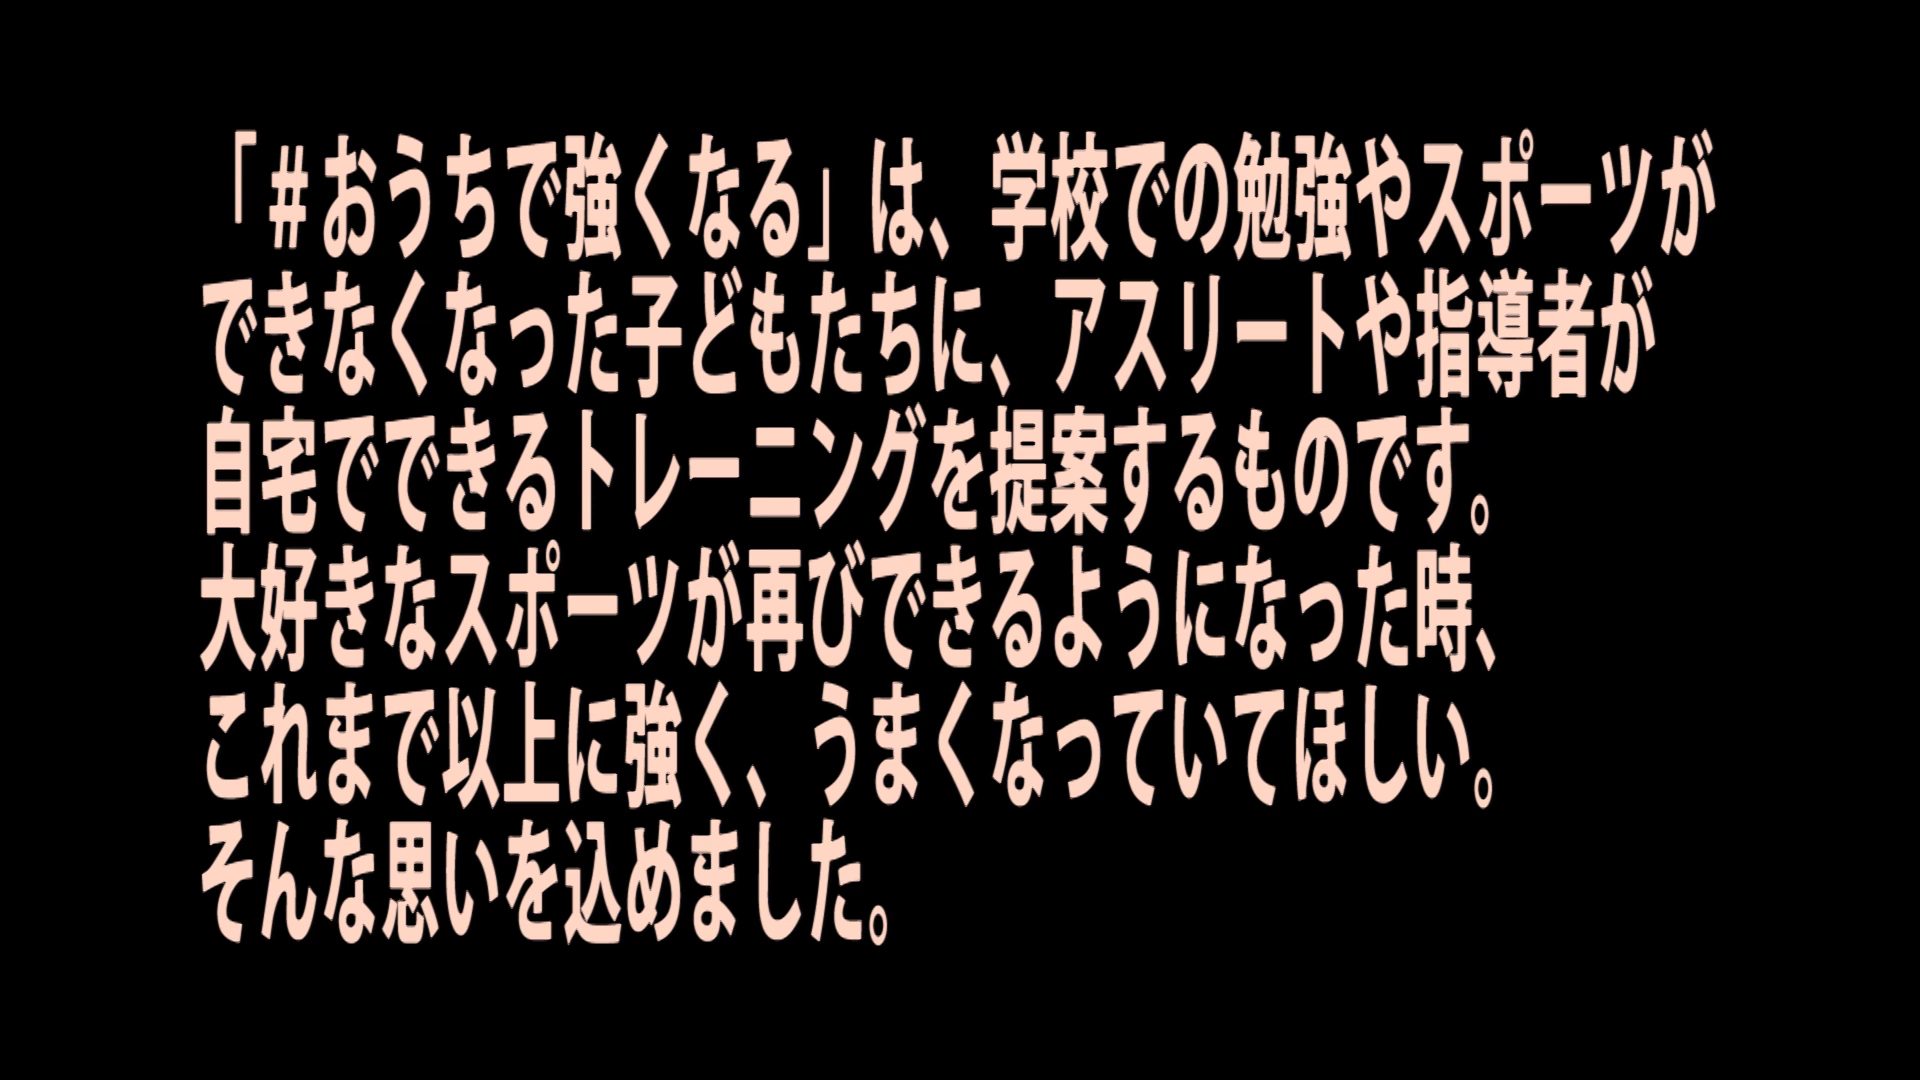 「＃おうちで強くなる」は、学校での勉強やスポーツが
できなくなった子どもたちに、アスリートや指導者が
自宅でできるトレーニングを提案するものです。
大好きなスポーツが再びできるようになった時、
これまで以上に強く、うまくなっていてほしい。
そんな思いを込めました。